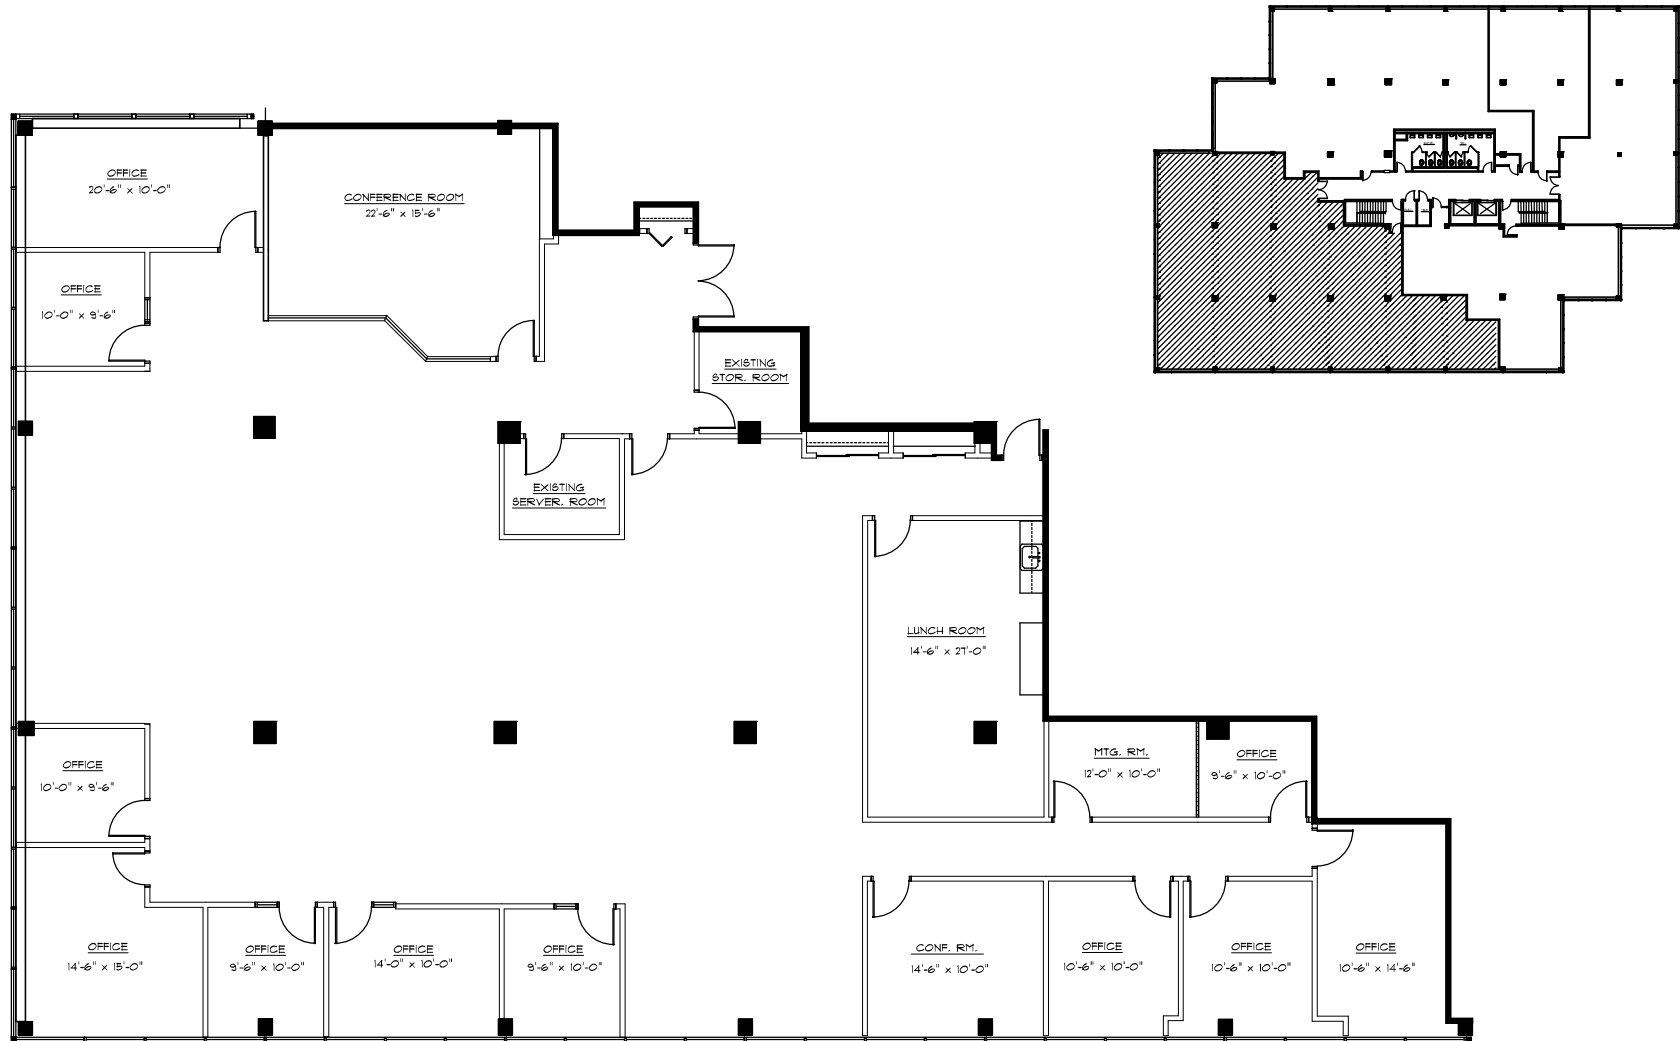 OFFICE
20'-6" x 10'-0"
CONFERENCE ROOM
22'-6" x 15'-6"
OFFICE
10'-0" x 9'-6"
EXISTING
STOR. ROOM
EXISTING
SERVER. ROOM
LUNCH ROOM
14'-6" x 27'-0"
OFFICE
10'-0" x 9'-6"
MTG. RM.
12'-0" x 10'-0"
OFFICE
9'-6" x 10'-0"
OFFICE
14'-6" x 15'-0"
OFFICE
9'-6" x 10'-0"
OFFICE
14'-0" x 10'-0"
OFFICE
9'-6" x 10'-0"
CONF. RM.
14'-6" x 10'-0"
OFFICE
10'-6" x 10'-0"
OFFICE
10'-6" x 10'-0"
OFFICE
10'-6" x 14'-6"